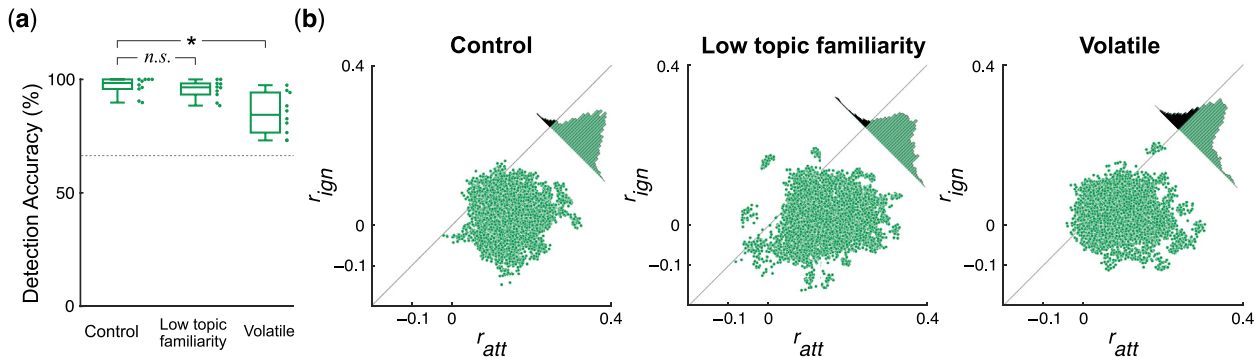 (a)
*
n.s.
Detection Accuracy (%)
100
50
0
Control
Low topic
familiarity
Volatile
(b)
Control
0.4
r_ign
0
−0.1
−0.1
0
0.4
r_att
Low topic familiarity
0.4
r_ign
0
−0.1
−0.1
0
0.4
r_att
Volatile
0.4
r_ign
0
−0.1
−0.1
0
0.4
r_att